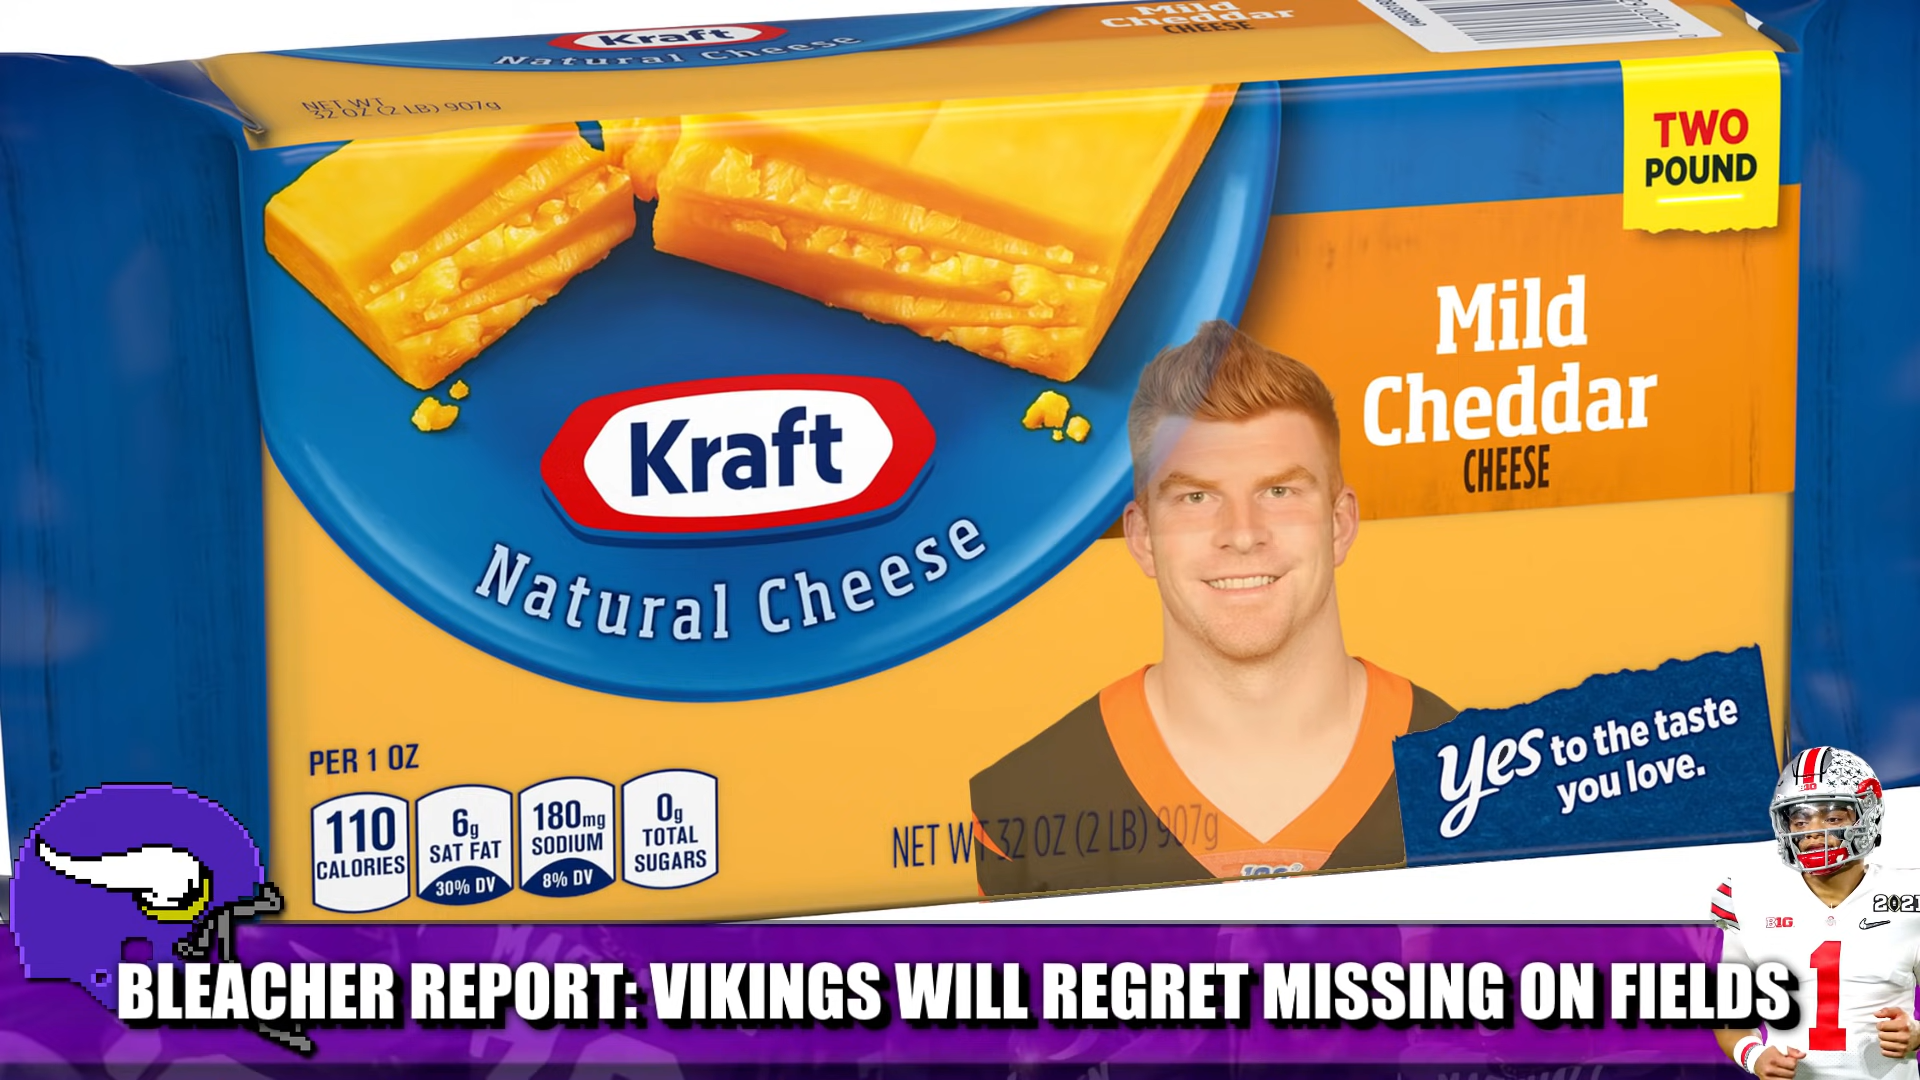 Kraft
Natural Cheese
Mild
Cheddar
CHEESE
NET WT
32 OZ (2 LB) 907g
TWO
POUND
Mild
Cheddar
CHEESE
Kraft
Natural Cheese
yes to the taste
you love.
PER 1 OZ
110
CALORIES
6g
SAT FAT
30% DV
180mg
SODIUM
8% DV
0g
TOTAL
SUGARS
NET WT 32 OZ (2 LB) 907g
BLEACHER REPORT: VIKINGS WILL REGRET MISSING ON FIELDS
B1G
2021
1